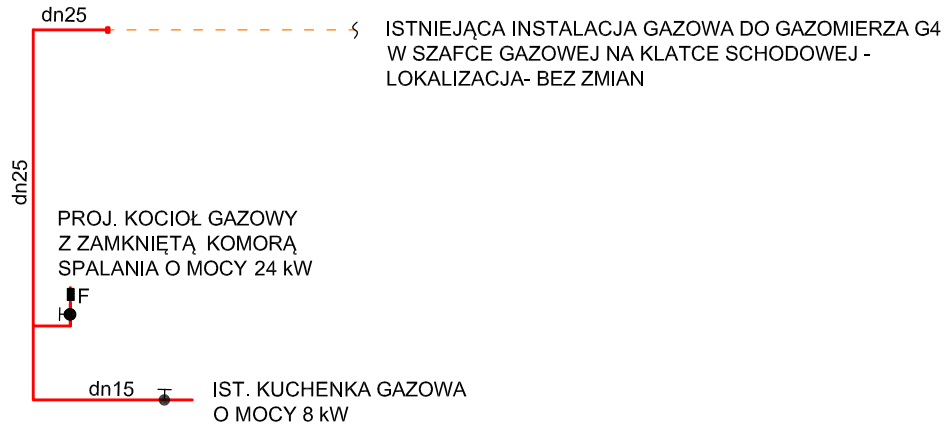 dn25
ISTNIEJĄCA INSTALACJA GAZOWA DO GAZOMIERZA G4
W SZAFCE GAZOWEJ NA KLATCE SCHODOWEJ -
LOKALIZACJA- BEZ ZMIAN
dn25
PROJ. KOCIOŁ GAZOWY
Z ZAMKNIĘTĄ KOMORĄ
SPALANIA O MOCY 24 kW
F
dn15
IST. KUCHENKA GAZOWA
O MOCY 8 kW